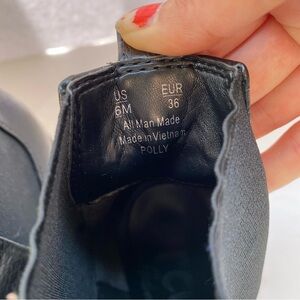 US EUR
6M 36
All Man Made
Made in Vietnam
POLLY